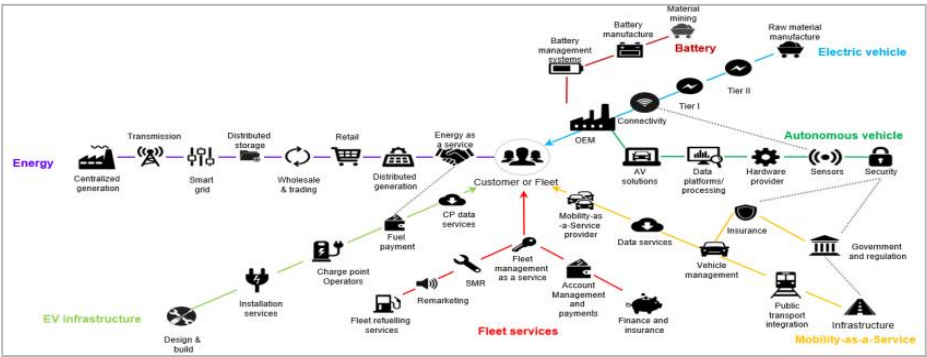 Material
mining
Battery
manufacture
Battery
Battery
management
systems
Raw material
manufacture
Electric vehicle
Tier II
Tier I
Connectivity
OEM
Autonomous vehicle
AV
solutions
Data
platforms/
processing
Hardware
provider
Sensors
Security
Energy
Centralized
generation
Transmission
Smart
grid
Distributed
storage
Wholesale
& trading
Retail
Distributed
generation
Energy as
a service
Customer or Fleet
CP data
services
Fuel
payment
Charge point
Operators
Installation
services
Design &
build
EV infrastructure
Fleet
management
as a service
SMR
Remarketing
Fleet refuelling
services
Account
Management
and
payments
Finance and
insurance
Fleet services
Mobility-as
-a-Service
provider
Data services
Vehicle
management
Insurance
Government
and regulation
Public
transport
integration
Infrastructure
Mobility-as-a-Service